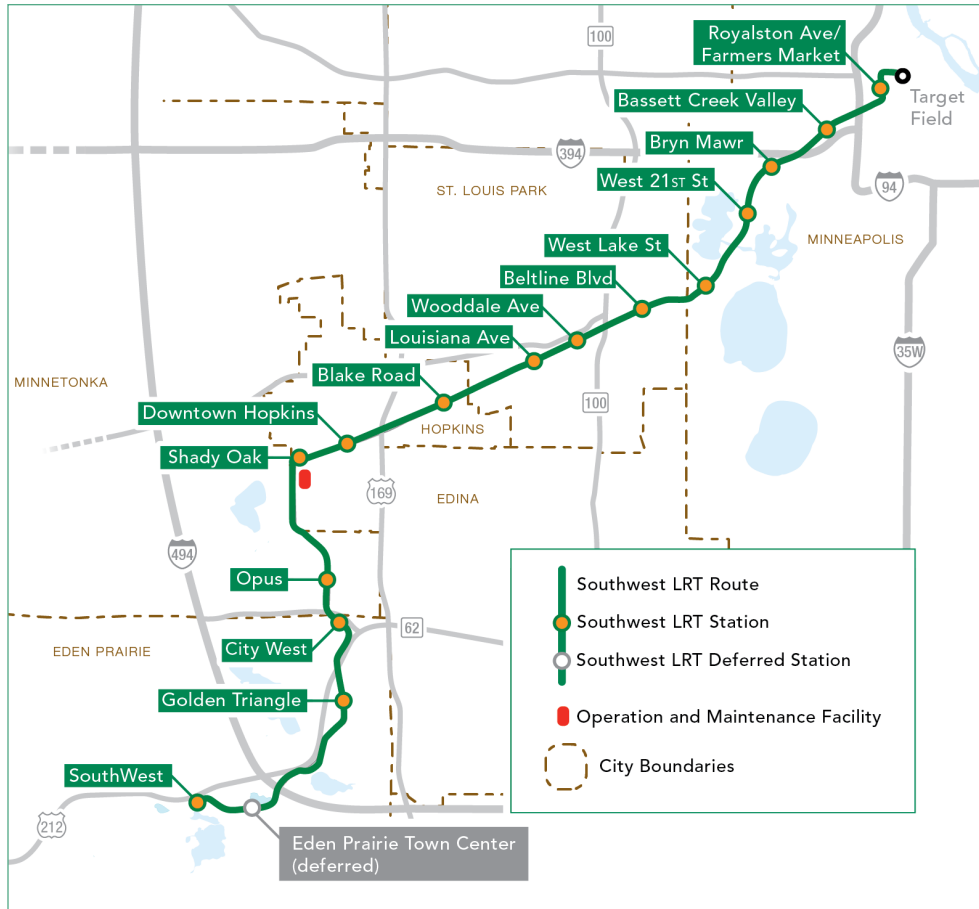 100
Royalston Ave/
Farmers Market
Target
Field
Bassett Creek Valley
Bryn Mawr
394
94
ST. LOUIS PARK
West 21ST St
MINNEAPOLIS
West Lake St
Beltline Blvd
Wooddale Ave
Louisiana Ave
35W
Blake Road
MINNETONKA
100
Downtown Hopkins
HOPKINS
Shady Oak
169
EDINA
494
Opus
62
City West
EDEN PRAIRIE
Golden Triangle
SouthWest
212
Eden Prairie Town Center
(deferred)
Southwest LRT Route
Southwest LRT Station
Southwest LRT Deferred Station
Operation and Maintenance Facility
City Boundaries